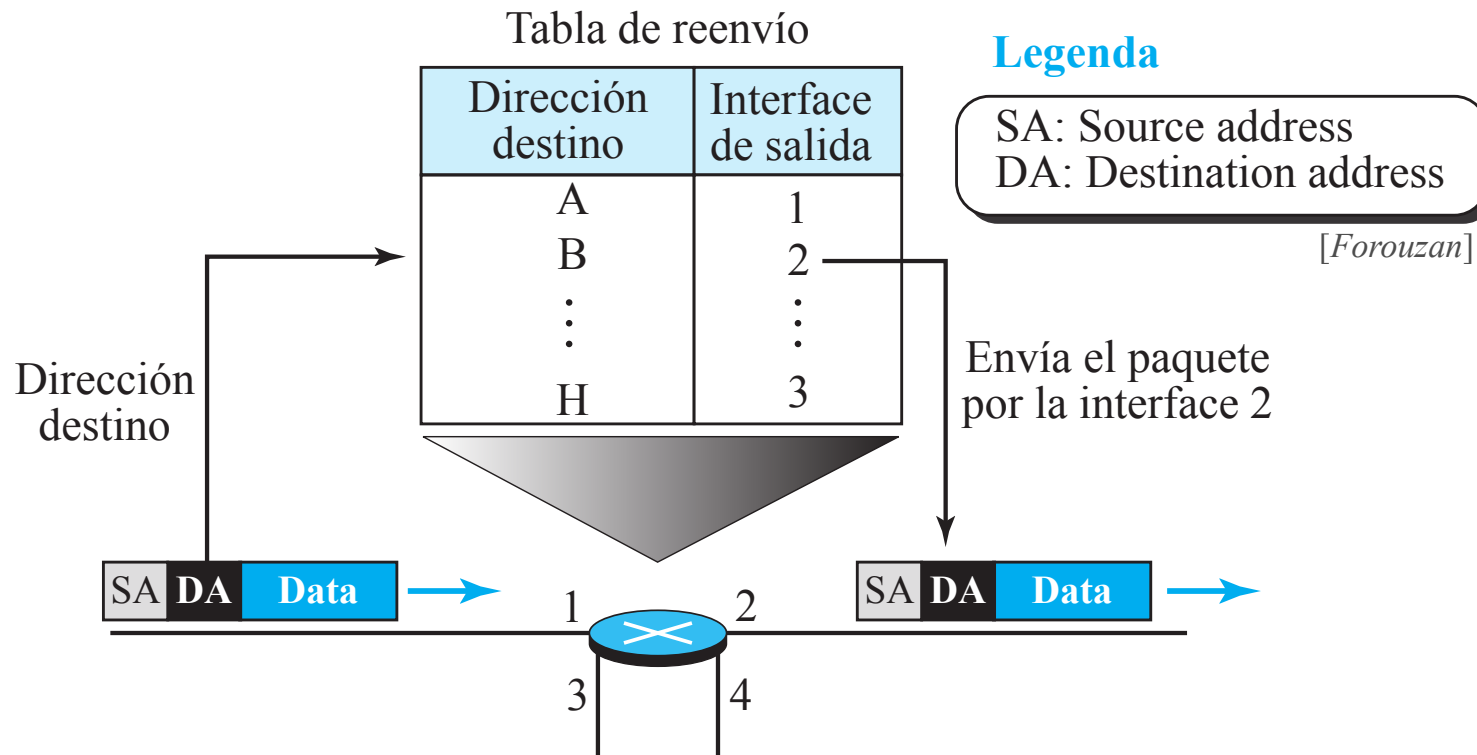 Tabla de reenvío
Legenda
Dirección
destino
Interface
de salida
SA: Source address
DA: Destination address
[Forouzan]
A
1
B
2
H
3
Dirección
destino
Envía el paquete
por la interface 2
SA DA Data
1
2
3
4
SA DA Data